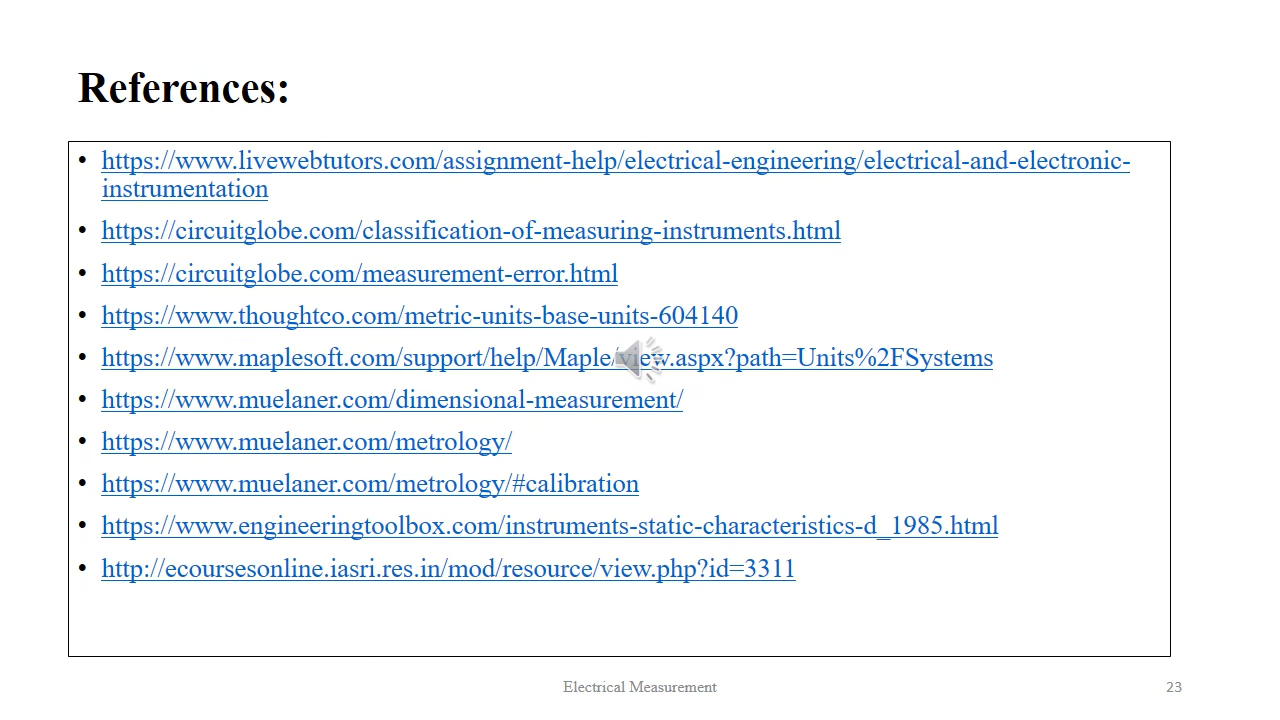 References:
• https://www.livewebtutors.com/assignment-help/electrical-engineering/electrical-and-electronic-
instrumentation
• https://circuitglobe.com/classification-of-measuring-instruments.html
• https://circuitglobe.com/measurement-error.html
• https://www.thoughtco.com/metric-units-base-units-604140
• https://www.maplesoft.com/support/help/Maple/view.aspx?path=Units%2FSystems
• https://www.muelaner.com/dimensional-measurement/
• https://www.muelaner.com/metrology/
• https://www.muelaner.com/metrology/#calibration
• https://www.engineeringtoolbox.com/instruments-static-characteristics-d_1985.html
• http://ecoursesonline.iasri.res.in/mod/resource/view.php?id=3311
Electrical Measurement
23